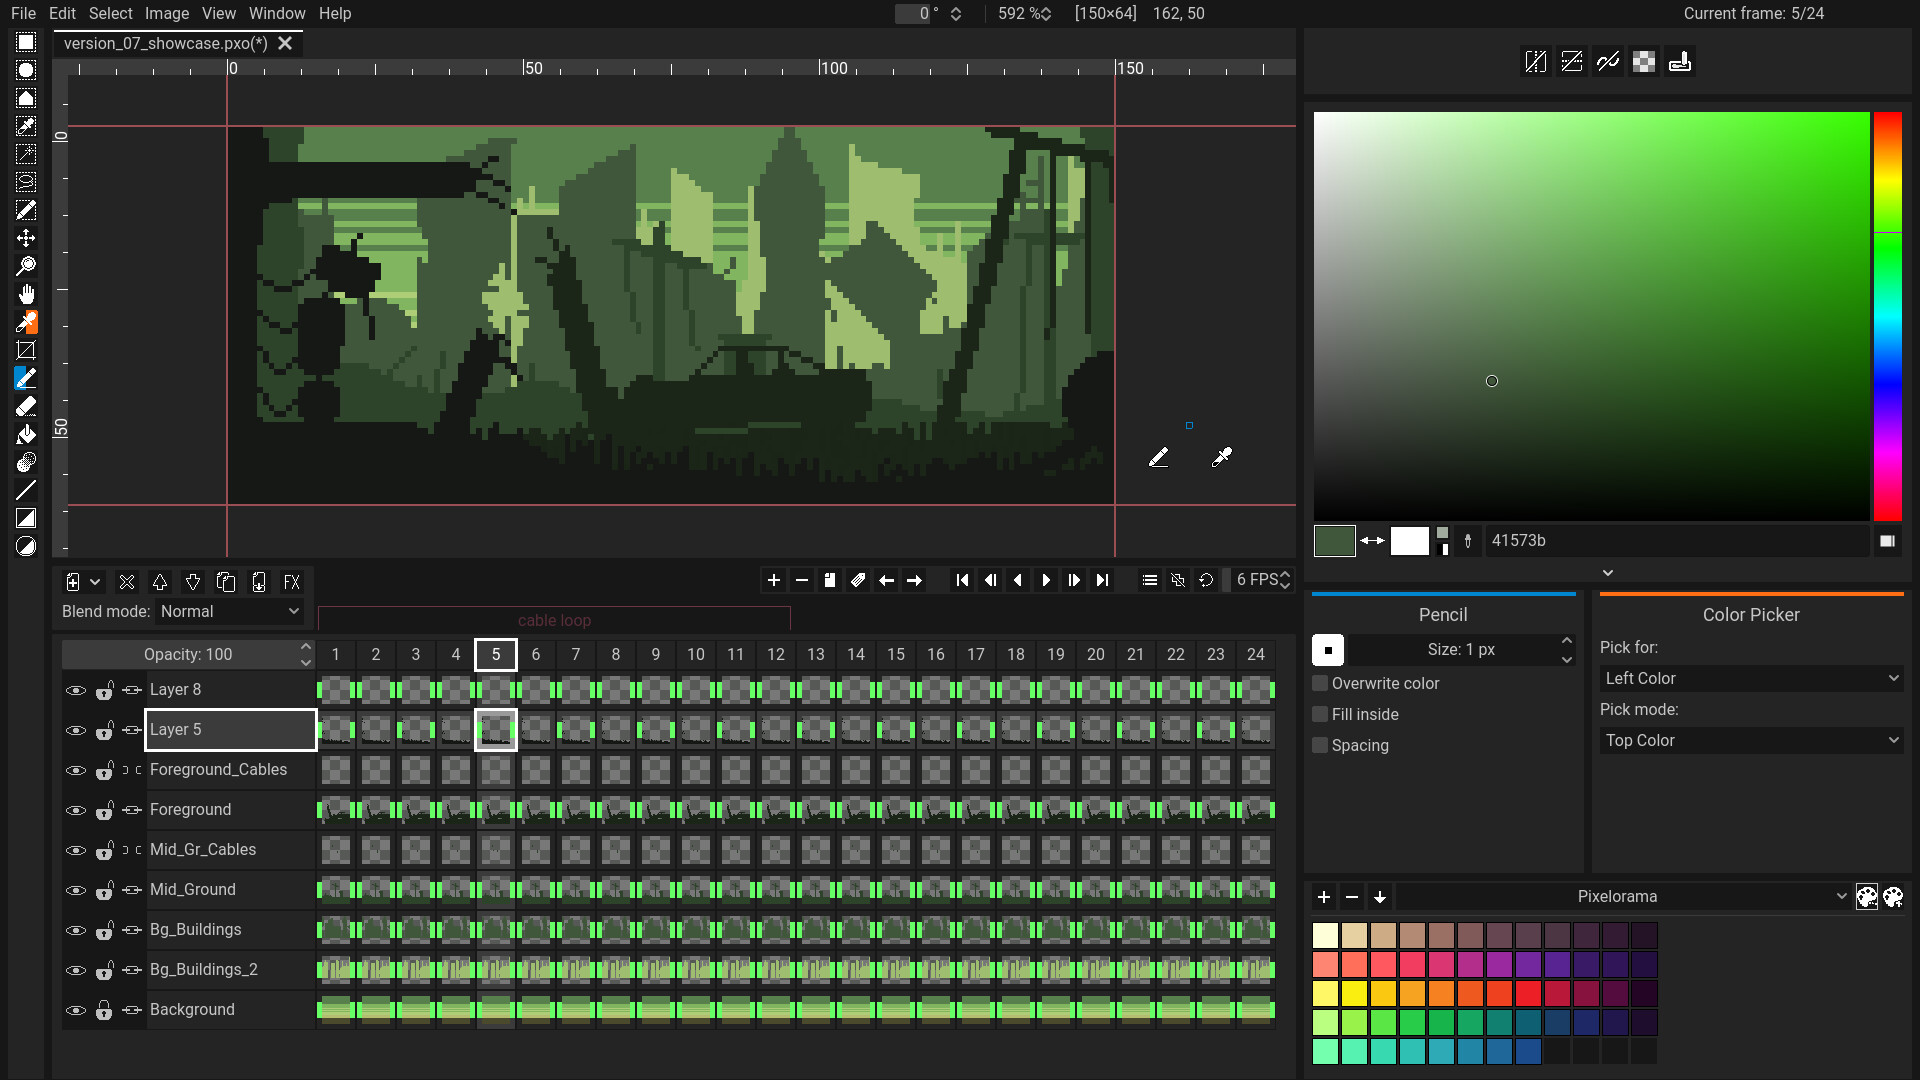 File Edit Select Image View Window Help
0 °
592 %
[150×64]
162, 50
Current frame: 5/24
version_07_showcase.pxo(*)
0 50 100 150
0
50
41573b
6 FPS
Blend mode: Normal
cable loop
Opacity: 100
1 2 3 4 5 6 7 8 9 10 11 12 13 14 15 16 17 18 19 20 21 22 23 24
FX
Layer 8
Layer 5
Foreground_Cables
Foreground
Mid_Gr_Cables
Mid_Ground
Bg_Buildings
Bg_Buildings_2
Background
Pencil
Size: 1 px
Overwrite color
Fill inside
Spacing
Color Picker
Pick for:
Left Color
Pick mode:
Top Color
Pixelorama